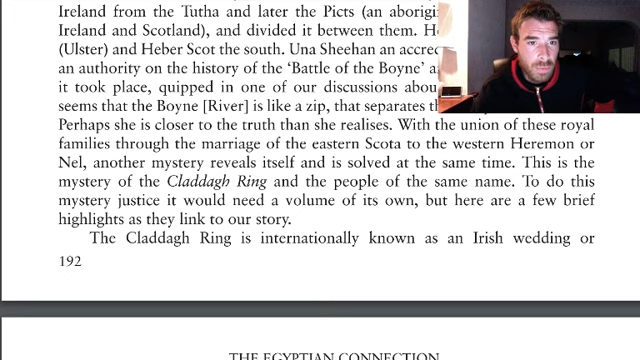 Ireland from the Tutha and later the Picts (an
Ireland and Scotland), and divided it between them.
(Ulster) and Heber Scot the south. Una Sheehan an
an authority on the history of the ‘Battle of the Boyne’
it took place, quipped in one of our discussions
seems that the Boyne [River] is like a zip, that separates
Perhaps she is closer to the truth than she realises. With the union of these royal
families through the marriage of the eastern Scota to the western Heremon or
Nel, another mystery reveals itself and is solved at the same time. This is the
mystery of the Claddagh Ring and the people of the same name. To do this
mystery justice it would need a volume of its own, but here are a few brief
highlights as they link to our story.
The Claddagh Ring is internationally known as an Irish wedding or
192
THE EGYPTIAN CONNECTION